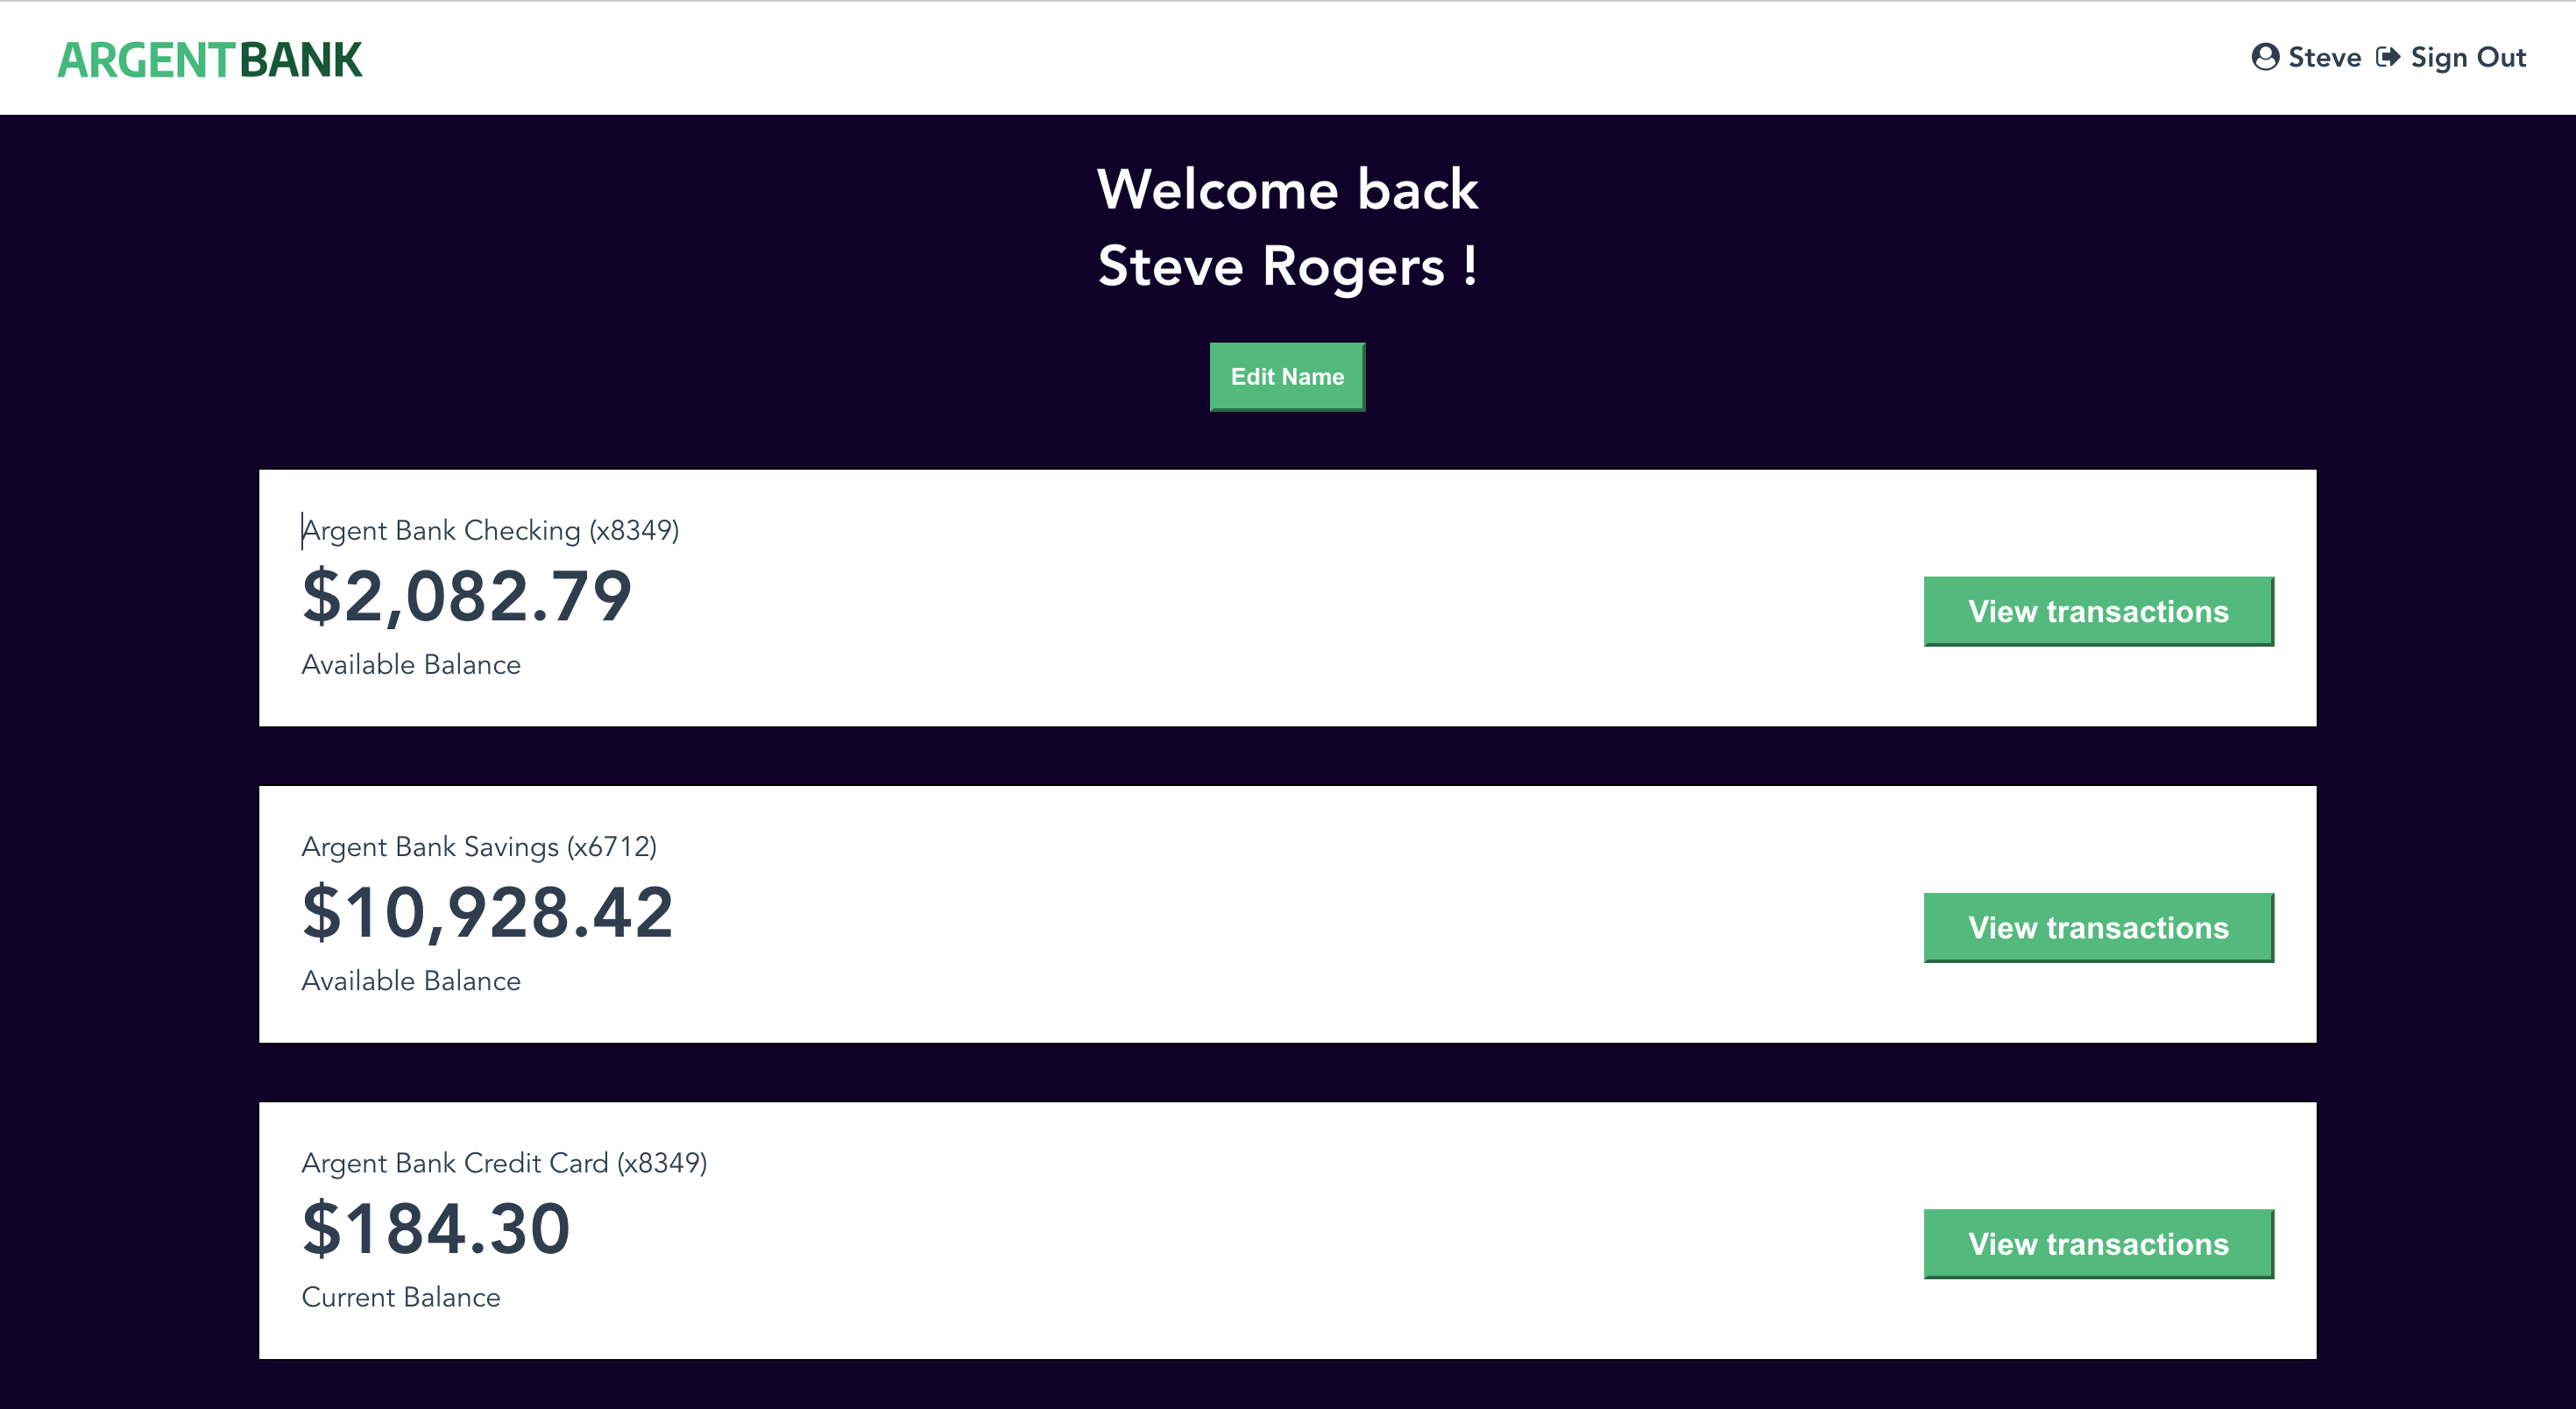 ARGENTBANK
Steve Sign Out
Welcome back
Steve Rogers !
Edit Name
Argent Bank Checking (x8349)
$2,082.79
Available Balance
View transactions
Argent Bank Savings (x6712)
$10,928.42
Available Balance
View transactions
Argent Bank Credit Card (x8349)
$184.30
Current Balance
View transactions